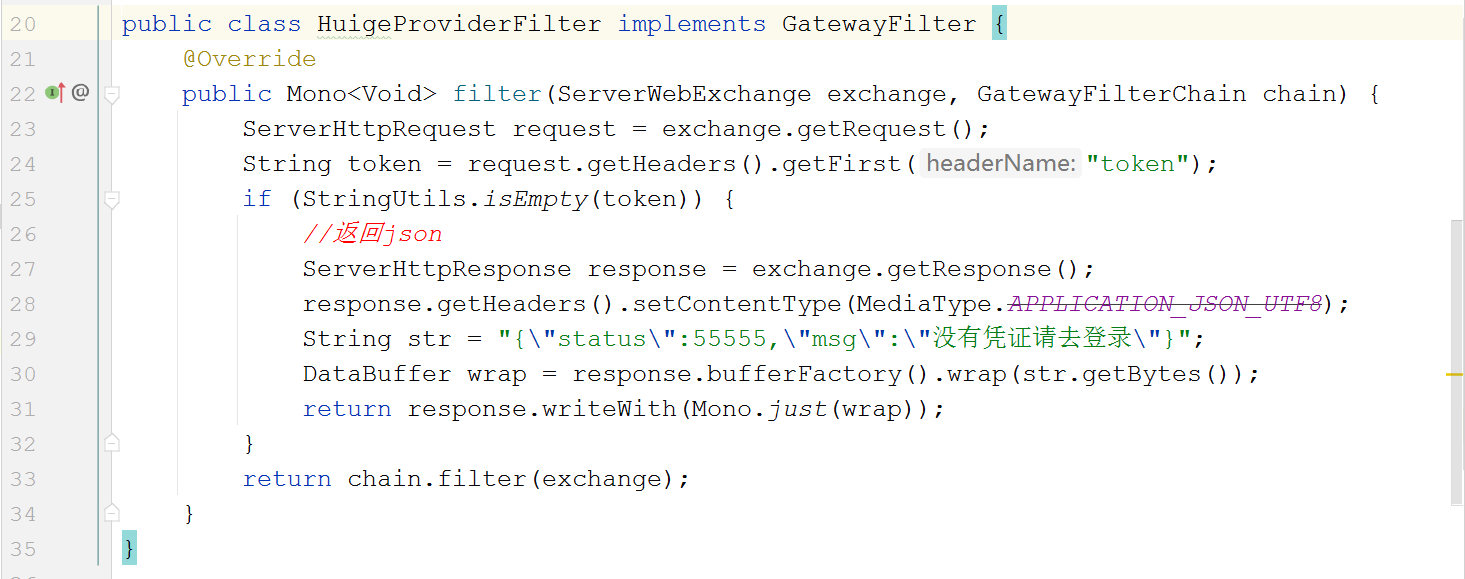 20 public class HuigeProviderFilter implements GatewayFilter {
21 @Override
22 @ public Mono<Void> filter(ServerWebExchange exchange, GatewayFilterChain chain) {
23 ServerHttpRequest request = exchange.getRequest();
24 String token = request.getHeaders().getFirst( headerName: "token");
25 if (StringUtils.isEmpty(token)) {
26 //返回json
27 ServerHttpResponse response = exchange.getResponse();
28 response.getHeaders().setContentType(MediaType.APPLICATION_JSON_UTF8);
29 String str = "{\"status\":55555,\"msg\":\"没有凭证请去登录\"}";
30 DataBuffer wrap = response.bufferFactory().wrap(str.getBytes());
31 return response.writeWith(Mono.just(wrap));
32 }
33 return chain.filter(exchange);
34 }
35 }